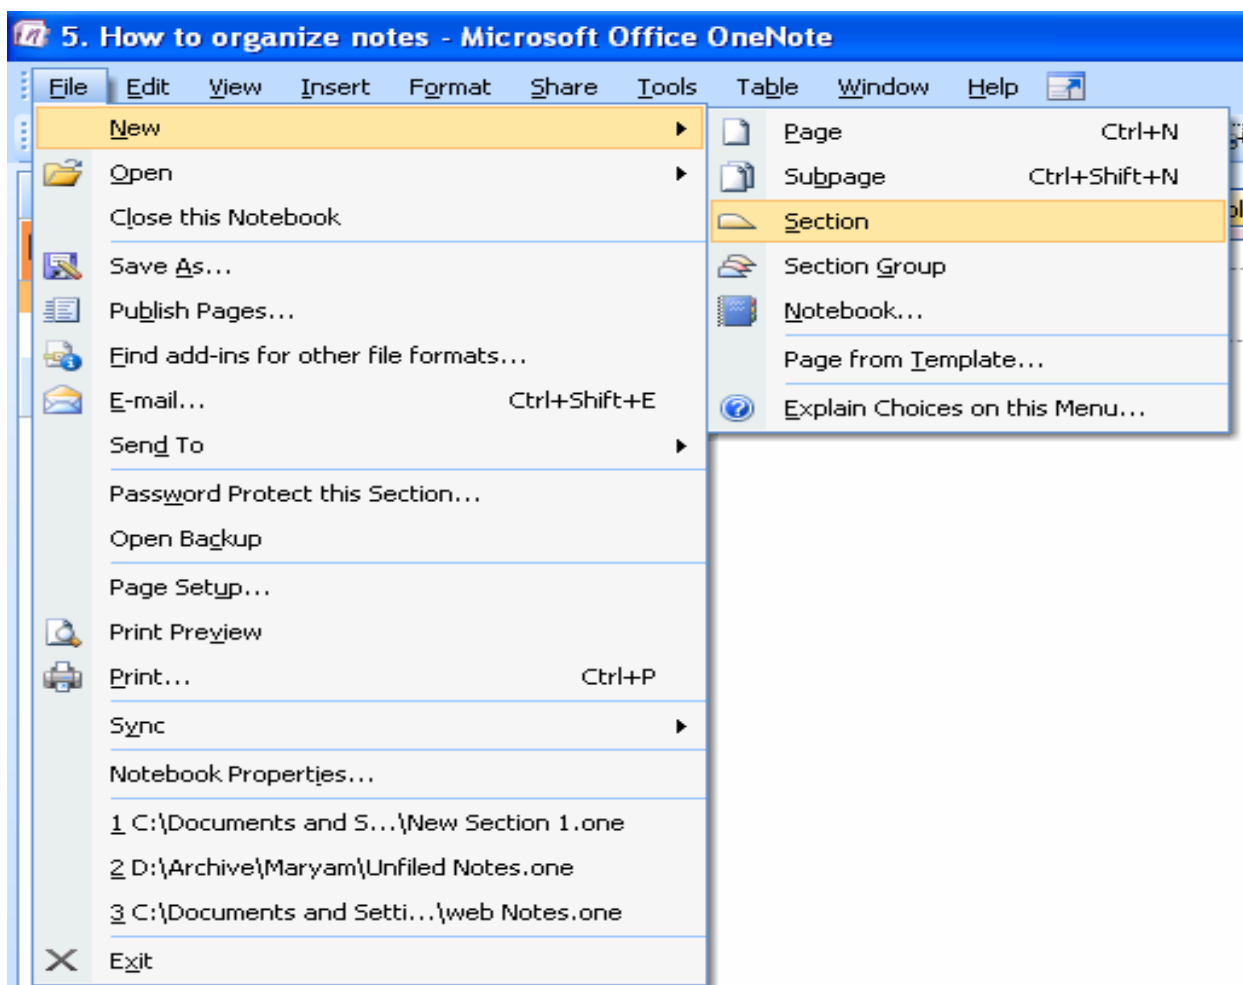 5. How to organize notes - Microsoft Office OneNote
File Edit View Insert Format Share Tools Table Window Help
New
Open
Close this Notebook
Save As...
Publish Pages...
Find add-ins for other file formats...
E-mail... Ctrl+Shift+E
Send To
Password Protect this Section...
Open Backup
Page Setup...
Print Preview
Print... Ctrl+P
Sync
Notebook Properties...
1 C:\Documents and S...\New Section 1.one
2 D:\Archive\Maryam\Unfiled Notes.one
3 C:\Documents and Setti...\web Notes.one
Exit
Page Ctrl+N
Subpage Ctrl+Shift+N
Section
Section Group
Notebook...
Page from Template...
Explain Choices on this Menu...